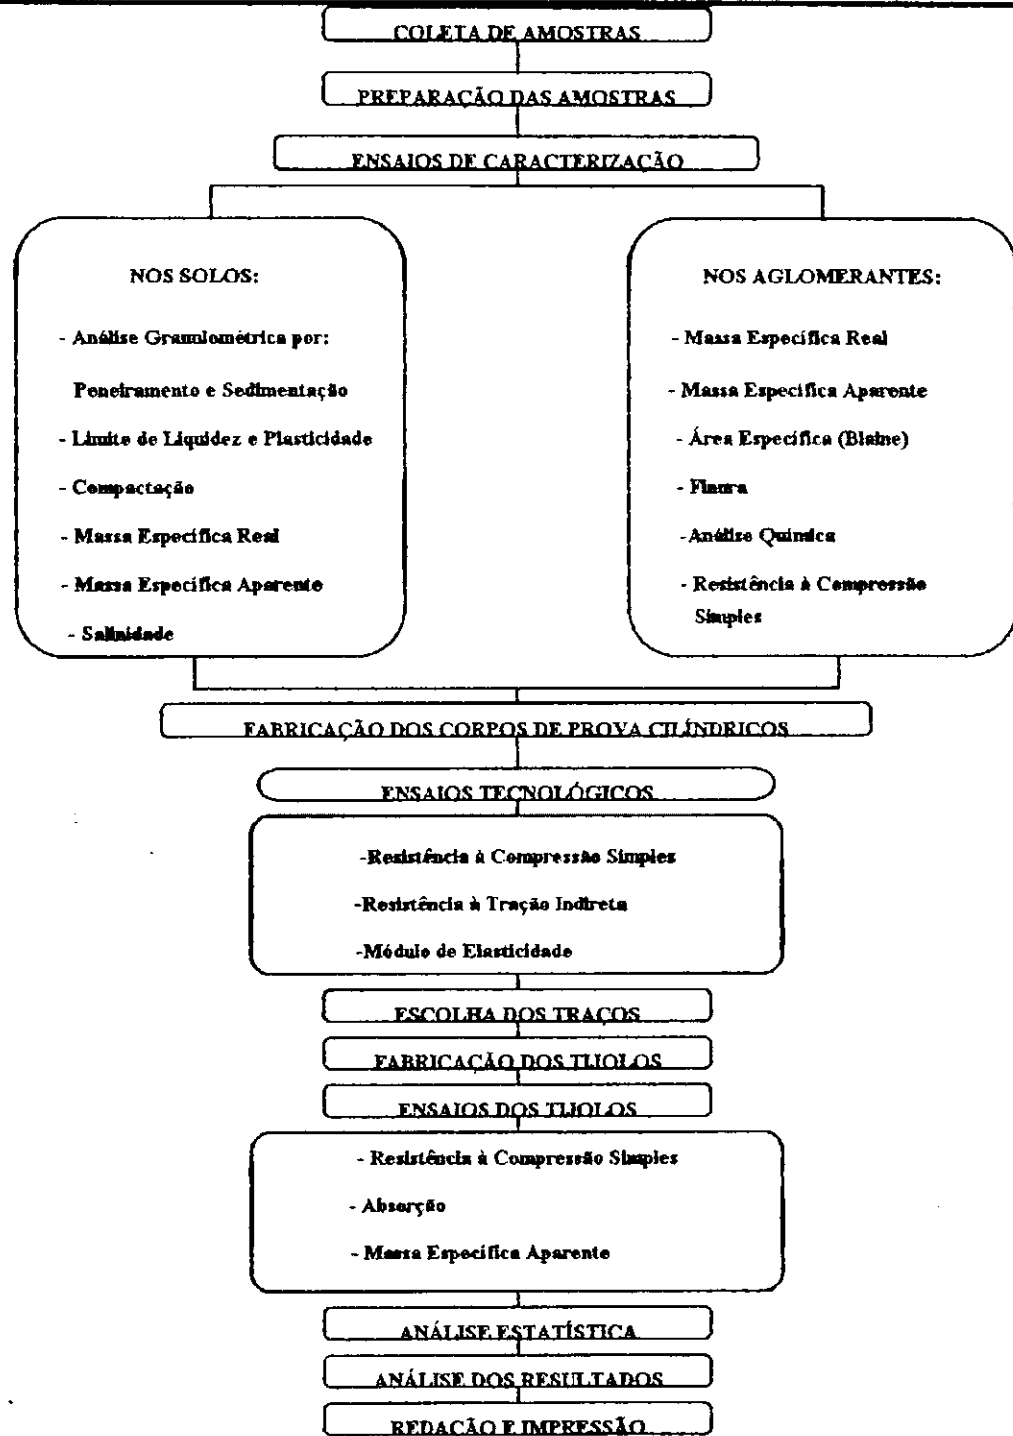 COLETA DE AMOSTRAS
PREPARAÇÃO DAS AMOSTRAS
ENSAIOS DE CARACTERIZAÇÃO
NOS SOLOS:
- Análise Granulométrica por:
Peneiramento e Sedimentação
- Limite de Liquidez e Plasticidade
- Compactação
- Massa Específica Real
- Massa Específica Aparente
- Salinidade
NOS AGLOMERANTES:
- Massa Específica Real
- Massa Específica Aparente
- Área Específica (Blaine)
- Finura
-Análise Química
- Resistência à Compressão
Simples
FABRICAÇÃO DOS CORPOS DE PROVA CILÍNDRICOS
ENSAIOS TECNOLÓGICOS
-Resistência à Compressão Simples
-Resistência à Tração Indireta
-Módulo de Elasticidade
ESCOLHA DOS TRAÇOS
FABRICAÇÃO DOS TIJOLOS
ENSAIOS DOS TIJOLOS
- Resistência à Compressão Simples
- Absorção
- Massa Específica Aparente
ANÁLISE ESTATÍSTICA
ANÁLISE DOS RESULTADOS
REDAÇÃO E IMPRESSÃO